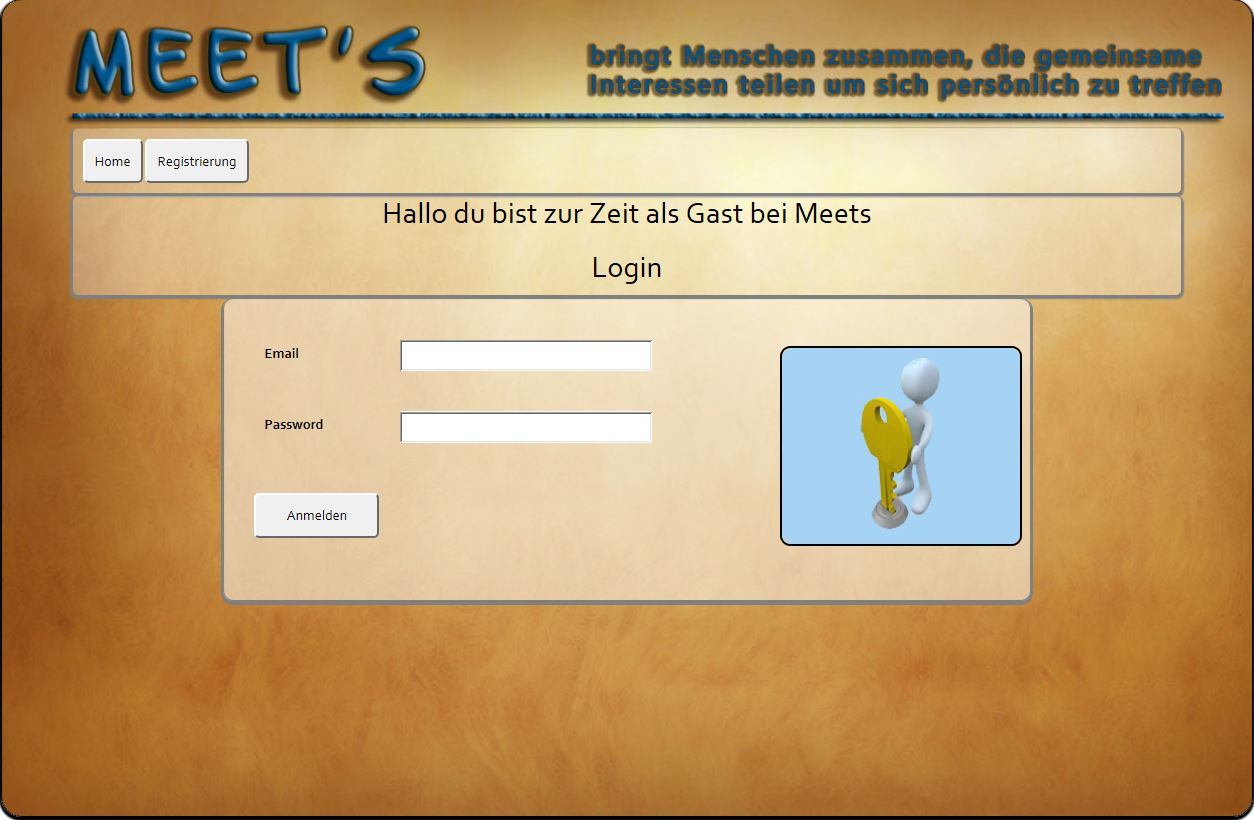 MEET'S
bringt Menschen zusammen, die gemeinsame
Interessen teilen um sich persönlich zu treffen
Home
Registrierung
Hallo du bist zur Zeit als Gast bei Meets
Login
Email
Password
Anmelden